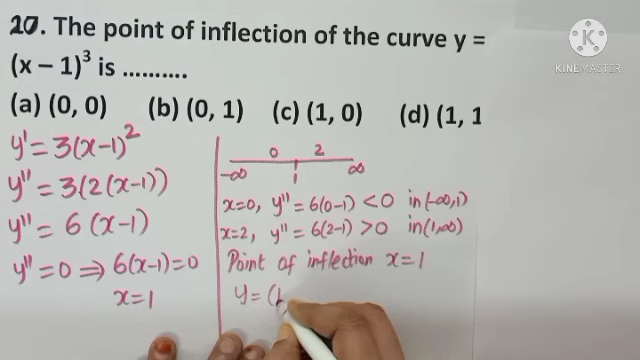 20. The point of inflection of the curve y =
(x – 1)³ is ..........
(a) (0, 0) (b) (0, 1) (c) (1, 0) (d) (1, 1
y' = 3(x-1)²
y'' = 3(2(x-1))
y'' = 6(x-1)
y'' = 0 ⇒ 6(x-1)=0
x=1
0 2
-∞ 1 ∞
x=0, y'' = 6(0-1) <0 in(-∞,1)
x=2, y'' = 6(2-1) >0 in(1,∞)
Point of inflection x=1
y= (1
KINEMASTER